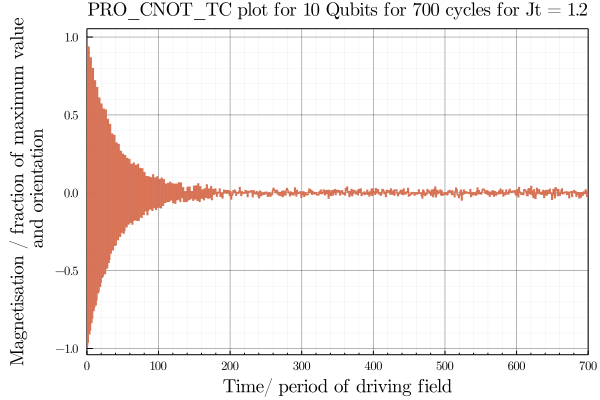 PRO_CNOT_TC plot for 10 Qubits for 700 cycles for Jt = 1.2
Magnetisation / fraction of maximum value
and orientation
1.0
0.5
0.0
−0.5
−1.0
0 100 200 300 400 500 600 700
Time/ period of driving field